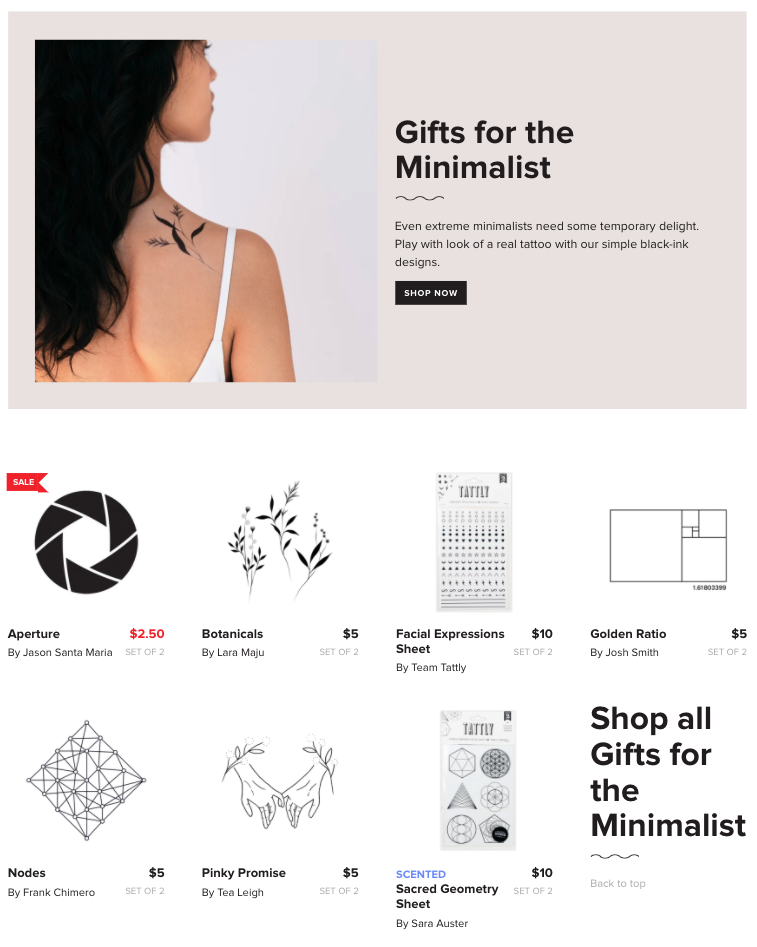 Gifts for the
Minimalist
Even extreme minimalists need some temporary delight.
Play with look of a real tattoo with our simple black-ink
designs.
SHOP NOW
SALE
TATTLY
1.61803399
Aperture $2.50
By Jason Santa Maria SET OF 2
Botanicals $5
By Lara Maju SET OF 2
Facial Expressions $10
Sheet SET OF 2
By Team Tattly
Golden Ratio $5
By Josh Smith SET OF 2
TATTLY
Shop all
Gifts for
the
Minimalist
Back to top
Nodes $5
By Frank Chimero SET OF 2
Pinky Promise $5
By Tea Leigh SET OF 2
SCENTED $10
Sacred Geometry SET OF 2
Sheet
By Sara Auster